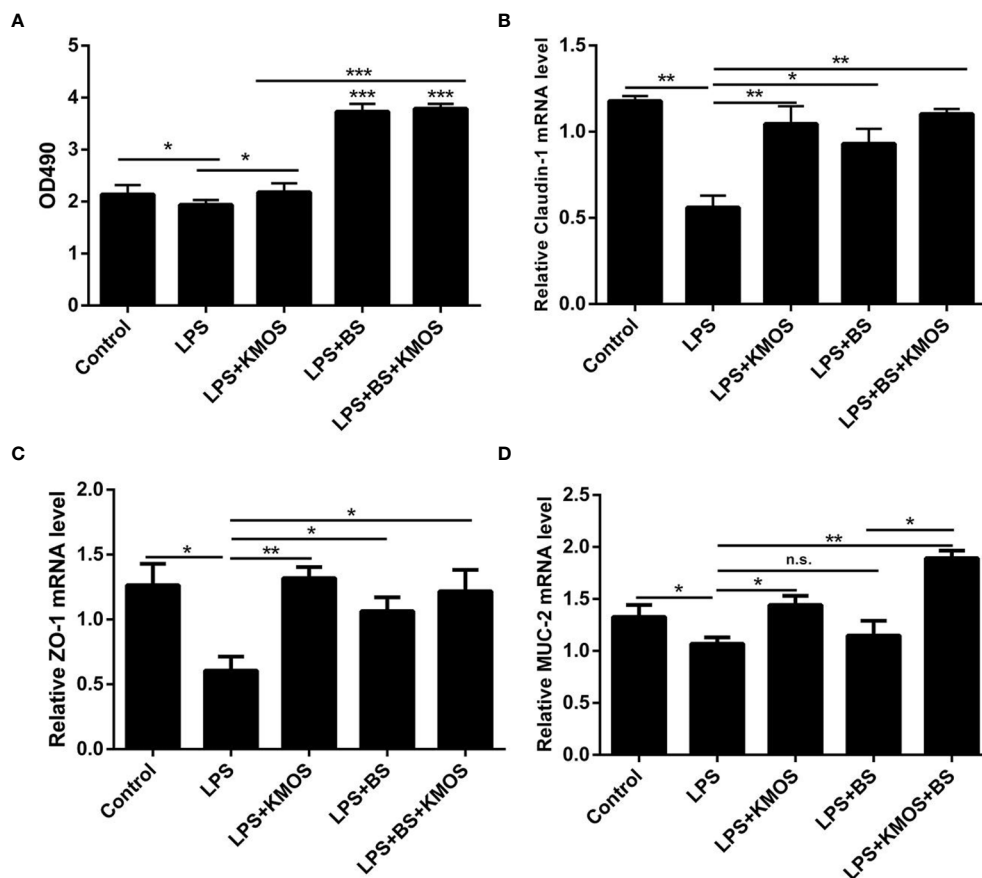 A
OD490
5
4
3
2
1
0
*
*
***
***
***
Control
LPS
LPS+KMOS
LPS+BS
LPS+BS+KMOS
B
Relative Claudin-1 mRNA level
1.5
1.0
0.5
0.0
**
**
*
**
Control
LPS
LPS+KMOS
LPS+BS
LPS+BS+KMOS
C
Relative ZO-1 mRNA level
2.0
1.5
1.0
0.5
0.0
*
**
*
*
Control
LPS
LPS+KMOS
LPS+BS
LPS+BS+KMOS
D
Relative MUC-2 mRNA level
2.5
2.0
1.5
1.0
0.5
0.0
*
*
n.s.
**
*
Control
LPS
LPS+KMOS
LPS+BS
LPS+KMOS+BS